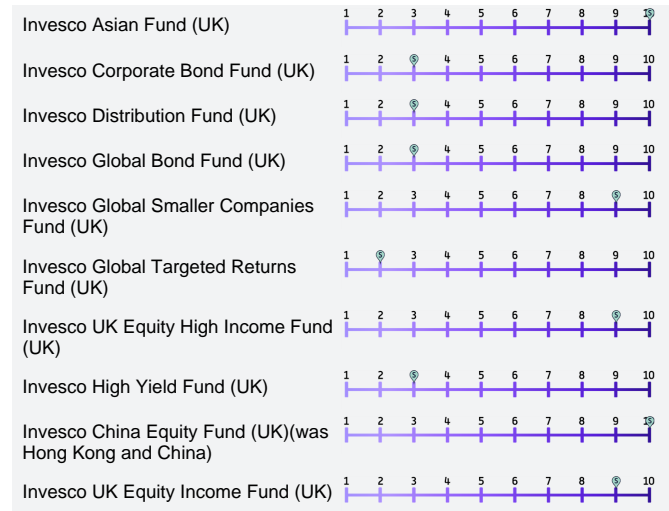 Invesco Asian Fund (UK) 1 2 3 4 5 6 7 8 9 S
Invesco Corporate Bond Fund (UK) 1 2 S 4 5 6 7 8 9 10
Invesco Distribution Fund (UK) 1 2 S 4 5 6 7 8 9 10
Invesco Global Bond Fund (UK) 1 2 S 4 5 6 7 8 9 10
Invesco Global Smaller Companies 1 2 3 4 5 6 7 8 S 10
Fund (UK)
Invesco Global Targeted Returns 1 S 3 4 5 6 7 8 9 10
Fund (UK)
Invesco UK Equity High Income Fund 1 2 3 4 5 6 7 8 S 10
(UK)
Invesco High Yield Fund (UK) 1 2 S 4 5 6 7 8 9 10
Invesco China Equity Fund (UK)(was 1 2 3 4 5 6 7 8 9 S
Hong Kong and China)
Invesco UK Equity Income Fund (UK) 1 2 3 4 5 6 7 8 S 10